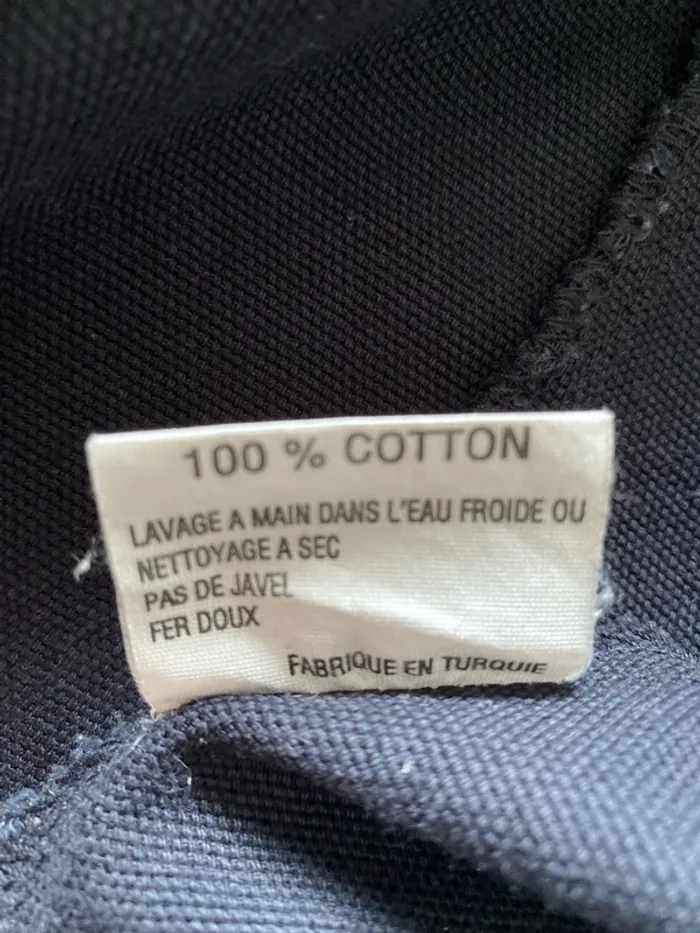 100 % COTTON
LAVAGE A MAIN DANS L'EAU FROIDE OU
NETTOYAGE A SEC
PAS DE JAVEL
FER DOUX
FABRIQUE EN TURQUIE